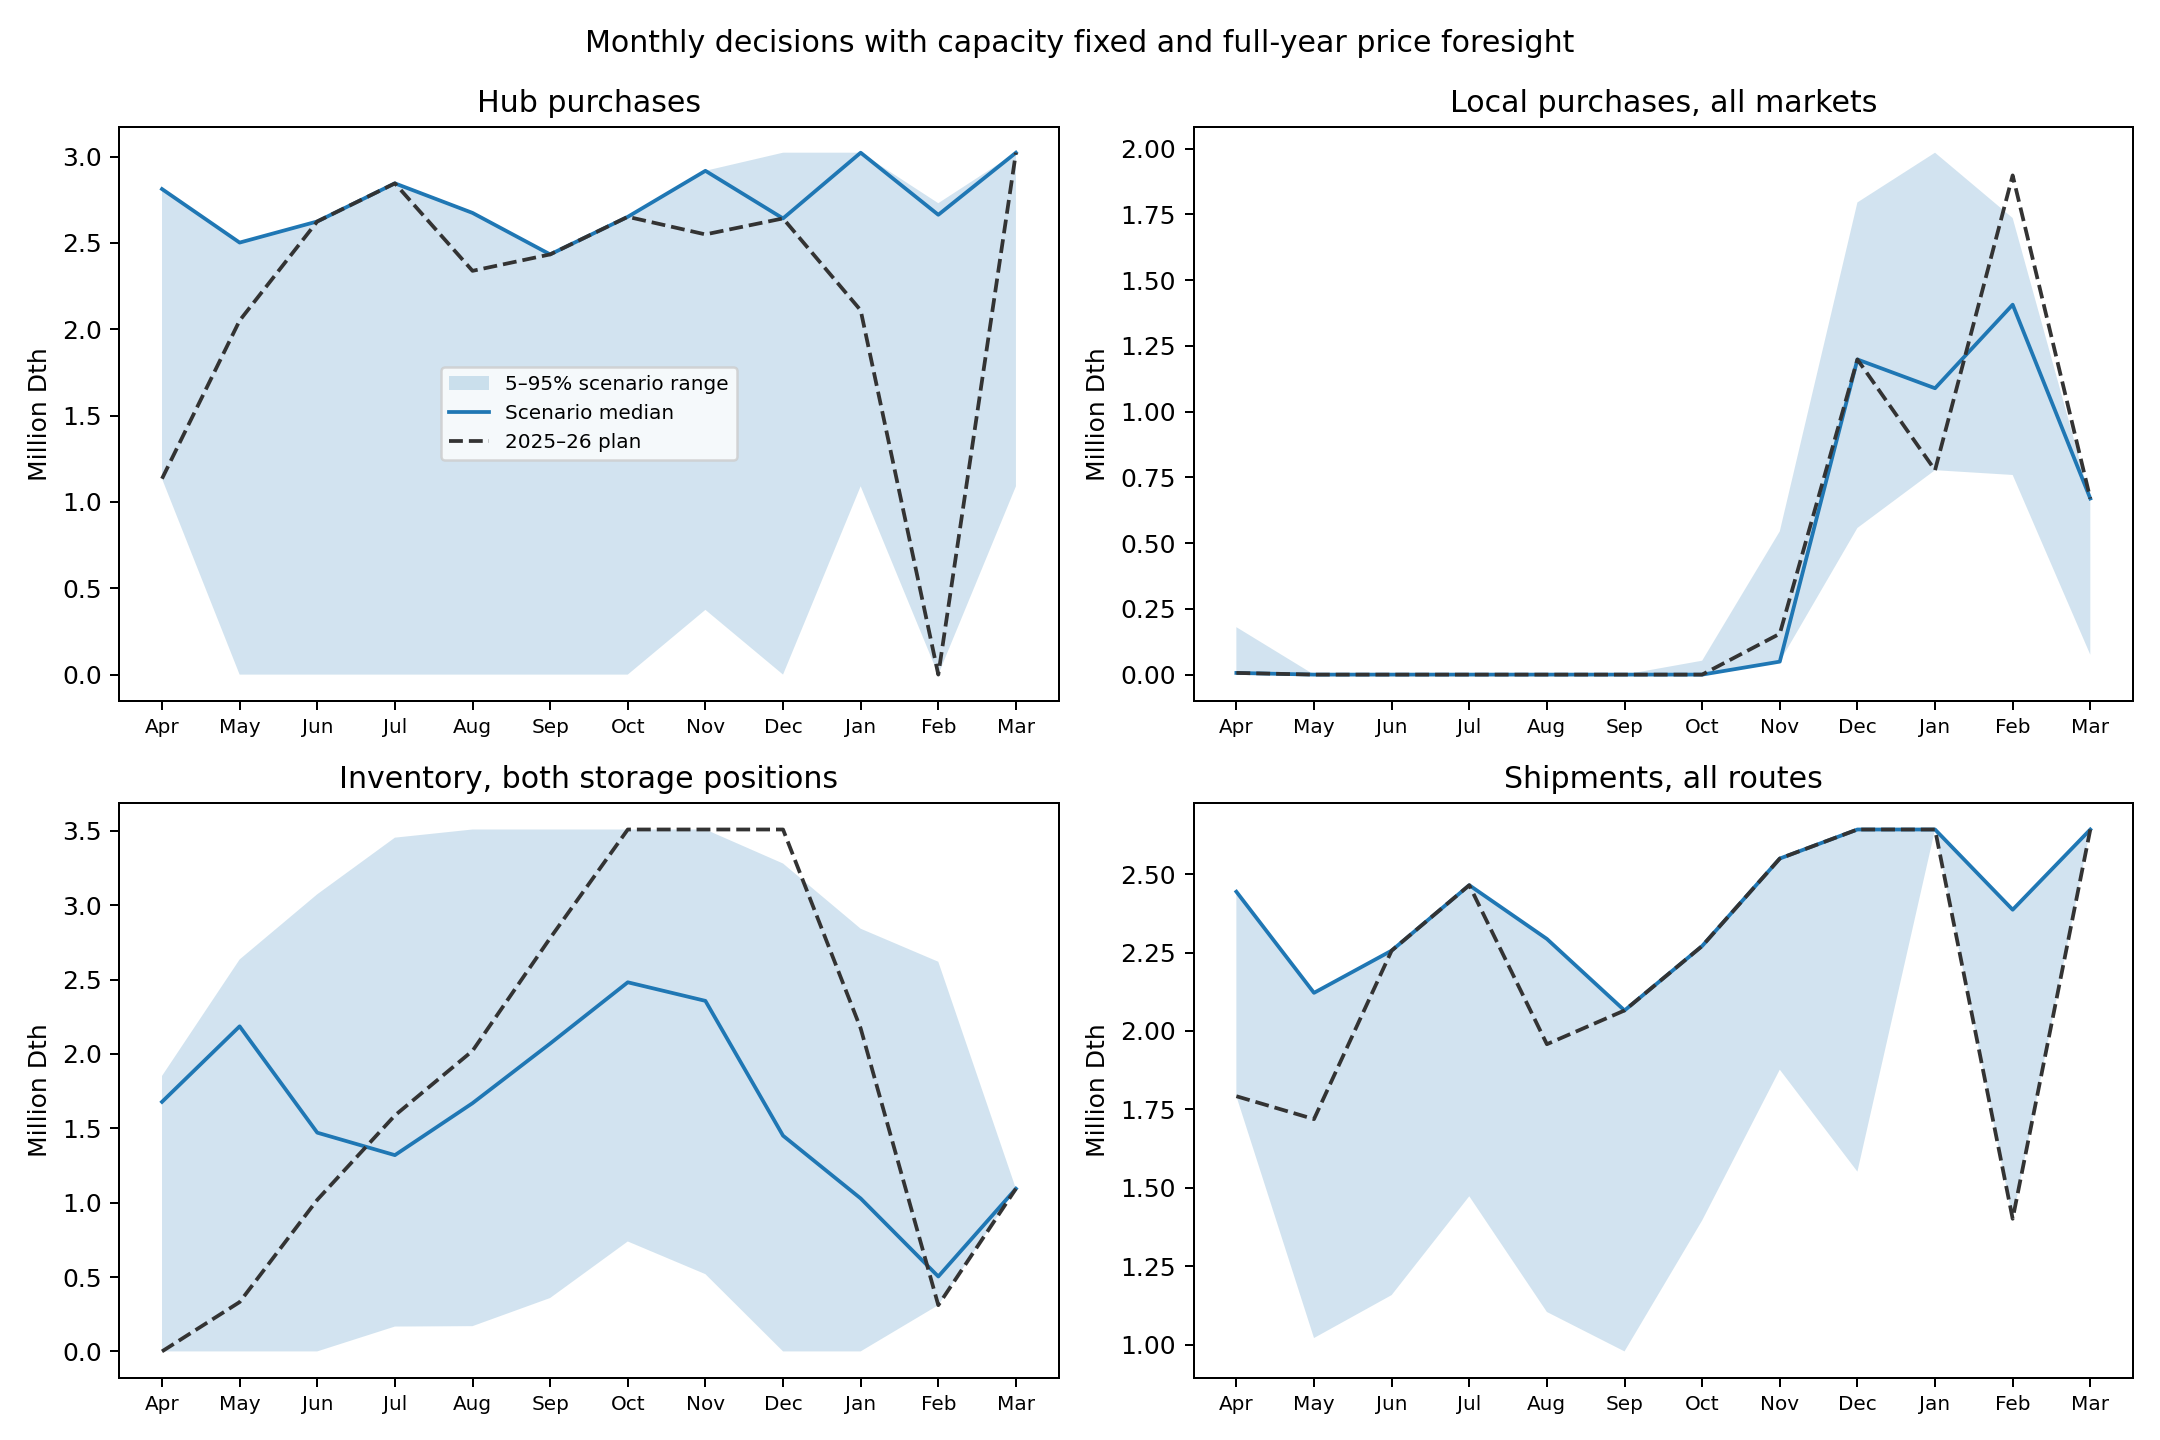 Monthly decisions with capacity fixed and full-year price foresight
Hub purchases
Million Dth
3.0
2.5
2.0
1.5
1.0
0.5
0.0
5–95% scenario range
Scenario median
2025–26 plan
Apr May Jun Jul Aug Sep Oct Nov Dec Jan Feb Mar
Local purchases, all markets
Million Dth
2.00
1.75
1.50
1.25
1.00
0.75
0.50
0.25
0.00
Apr May Jun Jul Aug Sep Oct Nov Dec Jan Feb Mar
Inventory, both storage positions
Million Dth
3.5
3.0
2.5
2.0
1.5
1.0
0.5
0.0
Apr May Jun Jul Aug Sep Oct Nov Dec Jan Feb Mar
Shipments, all routes
Million Dth
2.50
2.25
2.00
1.75
1.50
1.25
1.00
Apr May Jun Jul Aug Sep Oct Nov Dec Jan Feb Mar